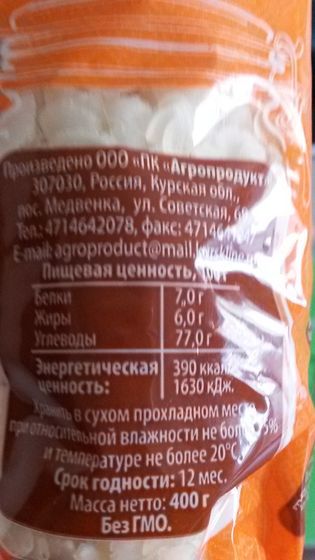 Произведено ООО «ПК «Агропродукт
307030, Россия, Курская обл.,
пос. Медвенка, ул. Советская,
Тел.: 4714642078, факс:
E-mail: agroproduct@mail.
Пищевая ценность,
Белки 7,0 г
Жиры 6,0 г
Углеводы 77,0 г
Энергетическая 390 ккал
ценность: 1630 кДж.
Хранить в сухом прохладном месте
при относительной влажности не более
и температуре не более 20°С
Срок годности: 12 мес.
Масса нетто: 400 г
Без ГМО.